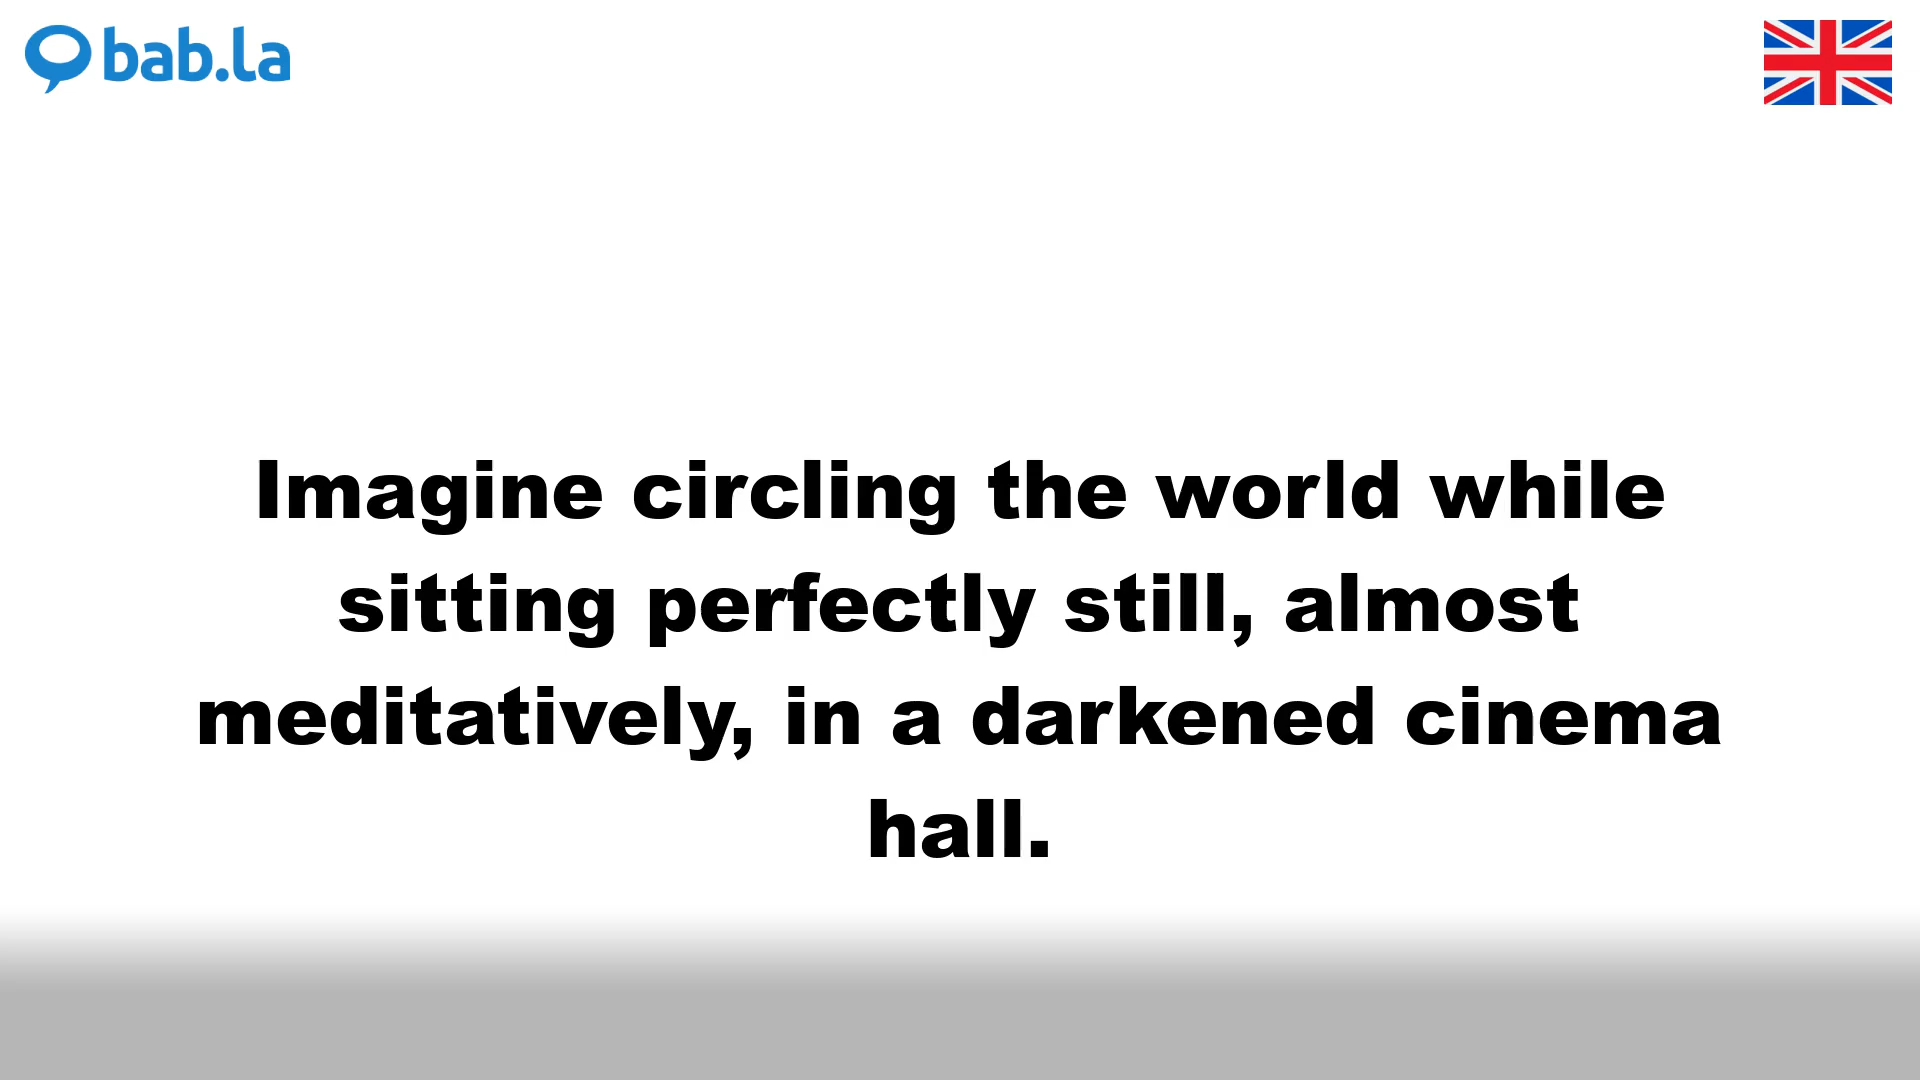 bab.la
Imagine circling the world while
sitting perfectly still, almost
meditatively, in a darkened cinema
hall.